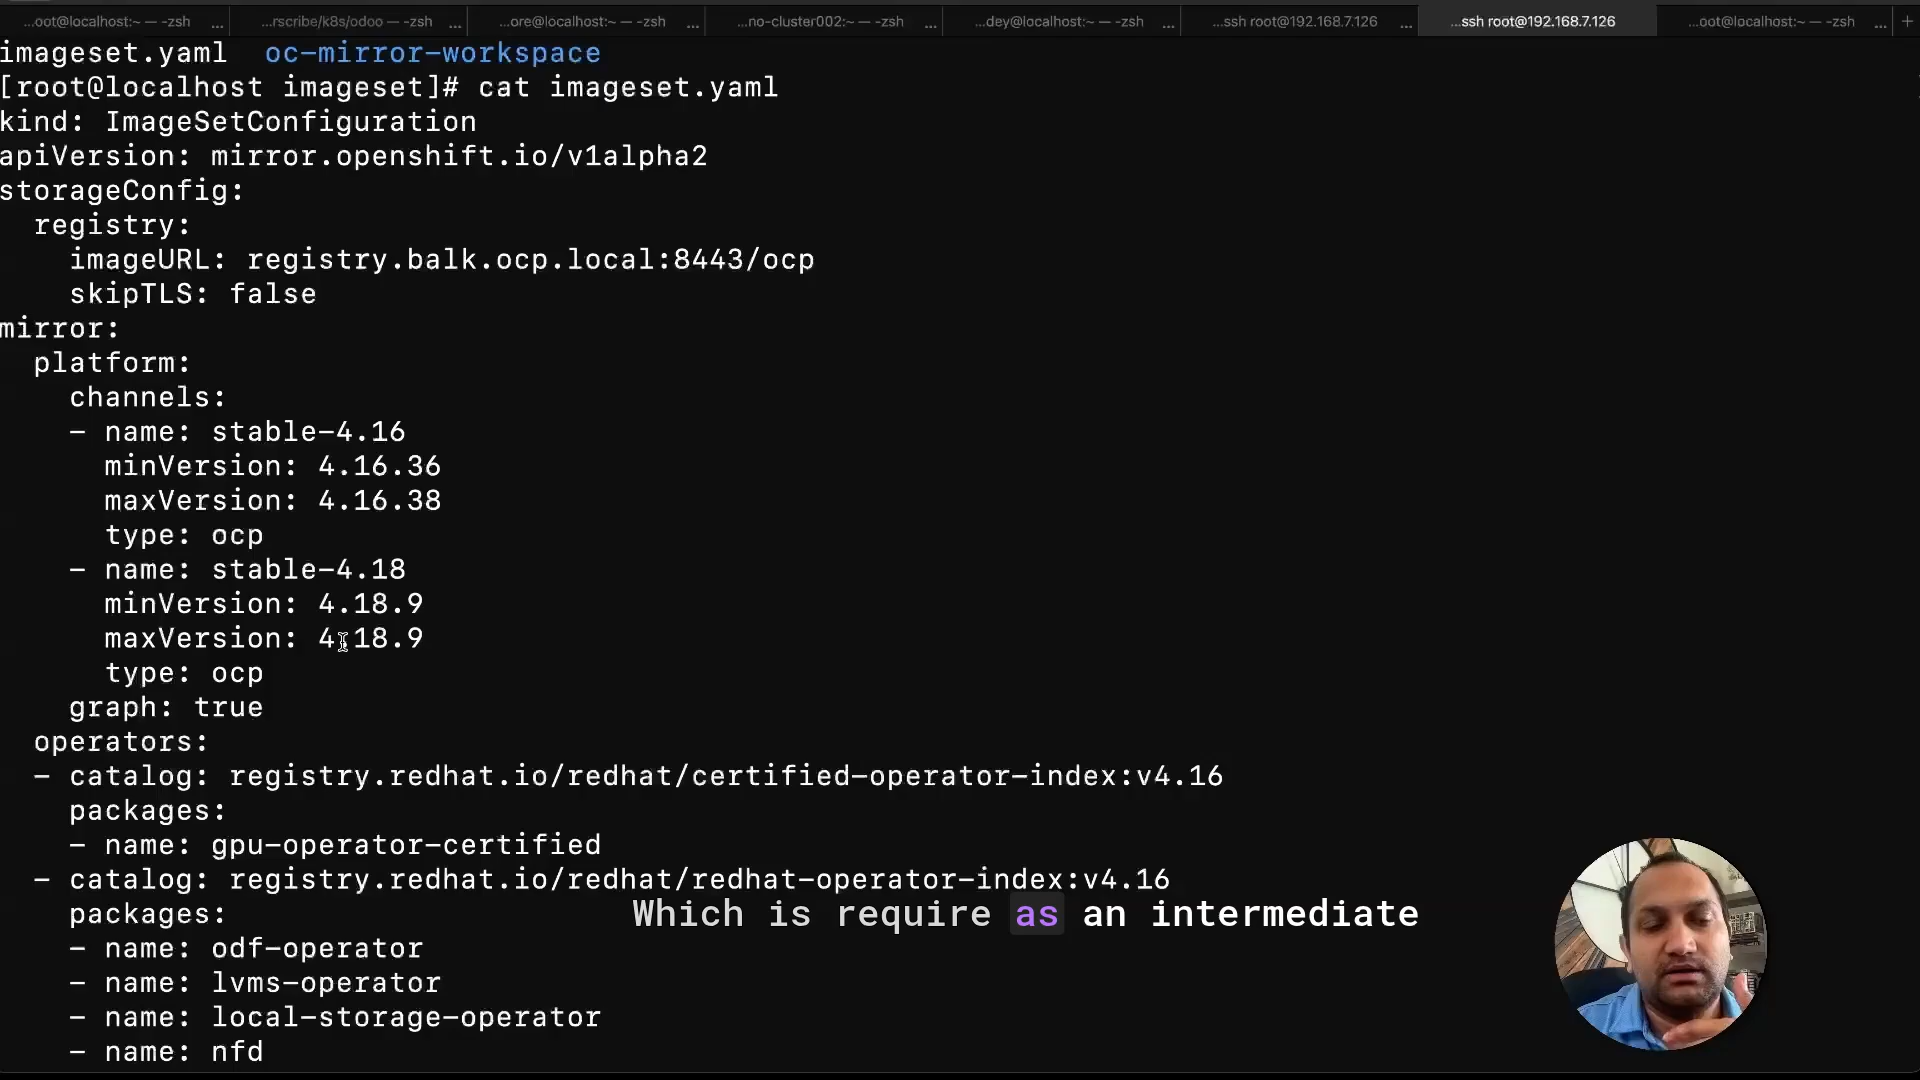 ...oot@localhost:~ — -zsh ... ...rscribe/k8s/odoo — -zsh ... ...ore@localhost:~ — -zsh ... ...no-cluster002:~ — -zsh ... ...dey@localhost:~ — -zsh ... ...ssh root@192.168.7.126 ... ...ssh root@192.168.7.126 ...oot@localhost:~ — -zsh ... +
imageset.yaml oc-mirror-workspace
[root@localhost imageset]# cat imageset.yaml
kind: ImageSetConfiguration
apiVersion: mirror.openshift.io/v1alpha2
storageConfig:
registry:
imageURL: registry.balk.ocp.local:8443/ocp
skipTLS: false
mirror:
platform:
channels:
- name: stable-4.16
minVersion: 4.16.36
maxVersion: 4.16.38
type: ocp
- name: stable-4.18
minVersion: 4.18.9
maxVersion: 4.18.9
type: ocp
graph: true
operators:
- catalog: registry.redhat.io/redhat/certified-operator-index:v4.16
packages:
- name: gpu-operator-certified
- catalog: registry.redhat.io/redhat/redhat-operator-index:v4.16
packages:
Which is require as an intermediate
- name: odf-operator
- name: lvms-operator
- name: local-storage-operator
- name: nfd